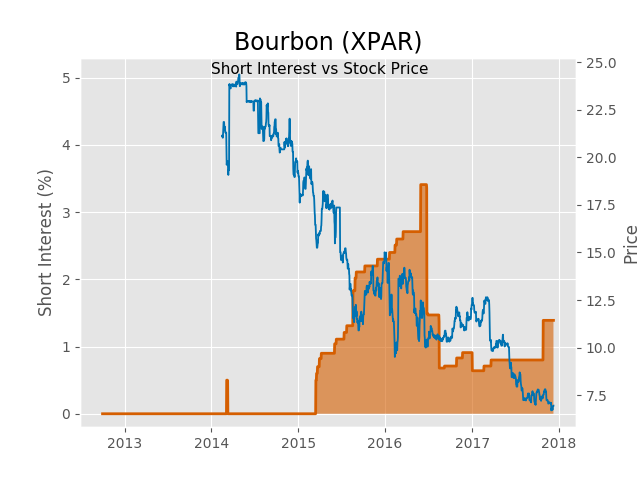 Bourbon (XPAR)
Short Interest vs Stock Price
Short Interest (%)
5
4
3
2
1
0
25.0
22.5
20.0
17.5
15.0
12.5
10.0
7.5
Price
2013 2014 2015 2016 2017 2018